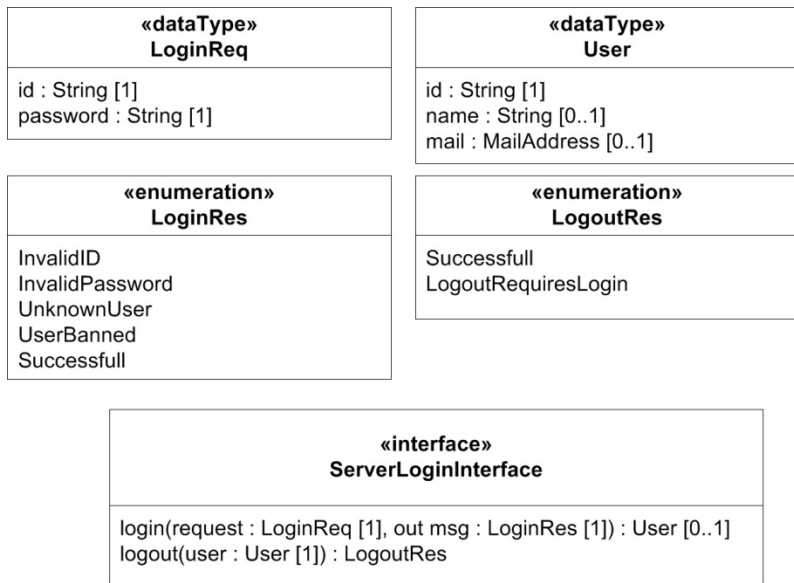 «dataType»
LoginReq
id : String [1]
password : String [1]
«dataType»
User
id : String [1]
name : String [0..1]
mail : MailAddress [0..1]
«enumeration»
LoginRes
InvalidID
InvalidPassword
UnknownUser
UserBanned
Successfull
«enumeration»
LogoutRes
Successfull
LogoutRequiresLogin
«interface»
ServerLoginInterface
login(request : LoginReq [1], out msg : LoginRes [1]) : User [0..1]
logout(user : User [1]) : LogoutRes